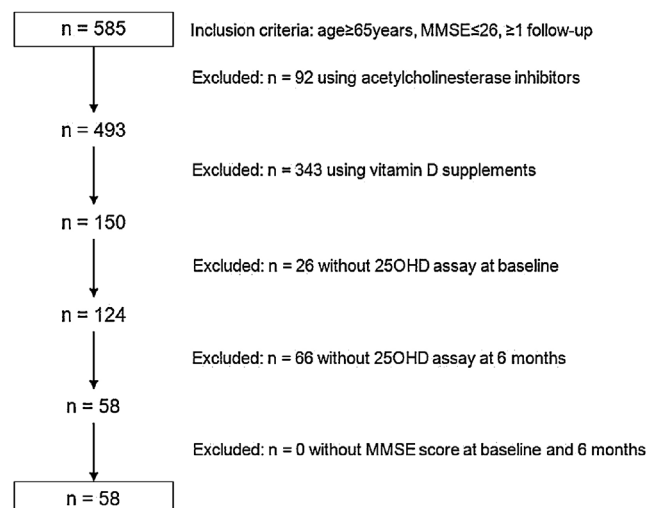 n = 585
Inclusion criteria: age≥65years, MMSE≤26, ≥1 follow-up
Excluded: n = 92 using acetylcholinesterase inhibitors
n = 493
Excluded: n = 343 using vitamin D supplements
n = 150
Excluded: n = 26 without 25OHD assay at baseline
n = 124
Excluded: n = 66 without 25OHD assay at 6 months
n = 58
Excluded: n = 0 without MMSE score at baseline and 6 months
n = 58